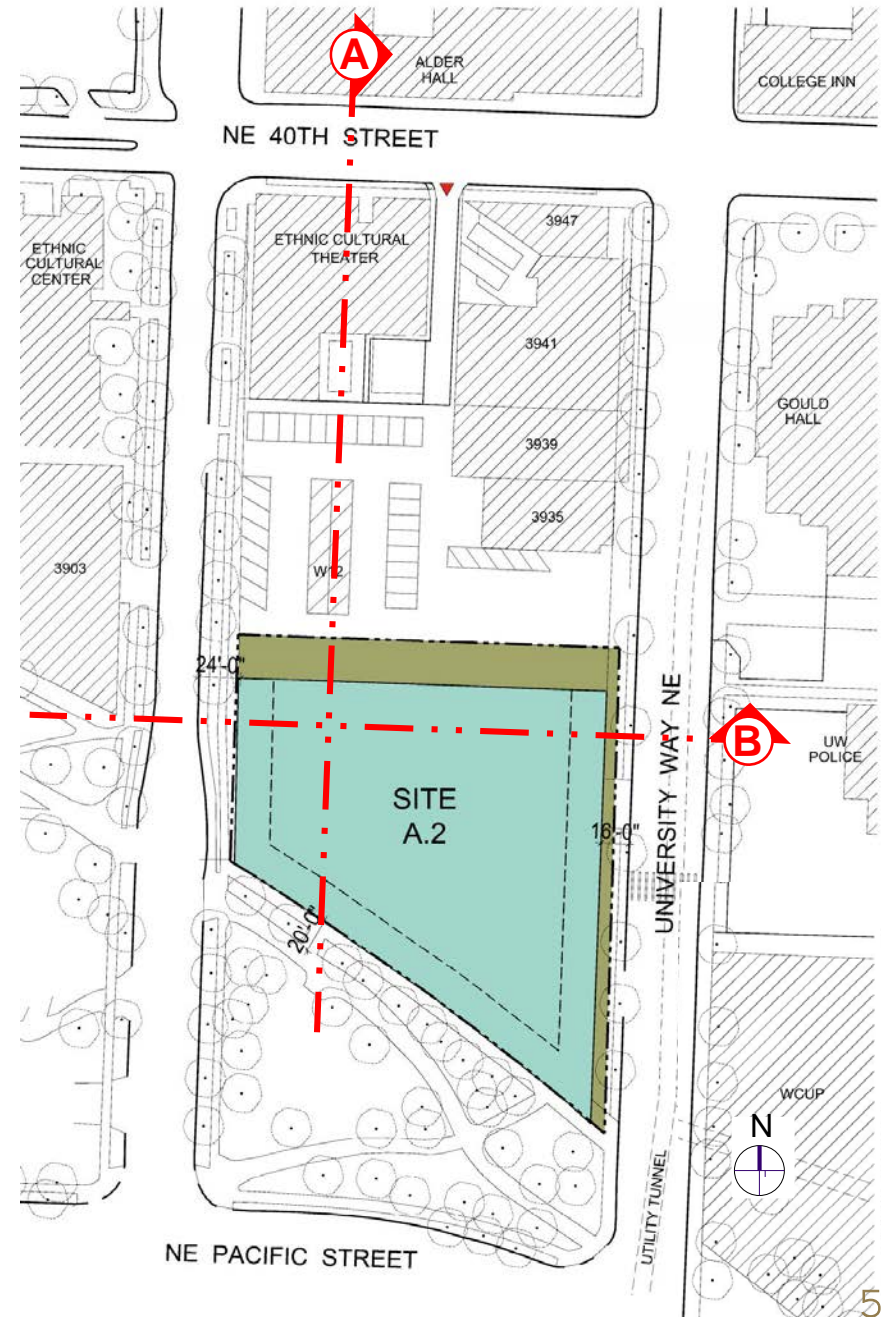 A
ALDER
HALL
COLLEGE INN
NE 40TH STREET
3947
ETHNIC CULTURAL
THEATER
ETHNIC
CULTURAL
CENTER
3941
GOULD
HALL
3939
3935
W12
3903
24'-0"
UNIVERSITY WAY NE
B
UW
POLICE
SITE
A.2
16'-0"
20'-0"
WCUP
N
UTILITY TUNNEL
NE PACIFIC STREET
5